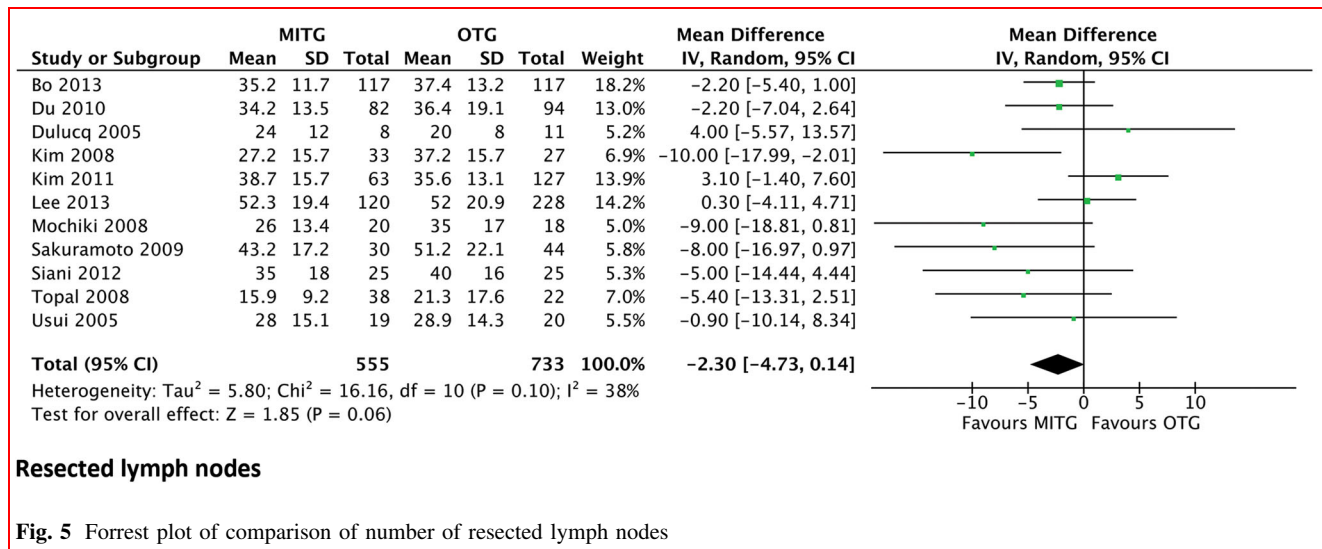 MITG OTG Mean Difference Mean Difference
Study or Subgroup Mean SD Total Mean SD Total Weight IV, Random, 95% CI IV, Random, 95% CI
Bo 2013 35.2 11.7 117 37.4 13.2 117 18.2% −2.20 [−5.40, 1.00]
Du 2010 34.2 13.5 82 36.4 19.1 94 13.0% −2.20 [−7.04, 2.64]
Dulucq 2005 24 12 8 20 8 11 5.2% 4.00 [−5.57, 13.57]
Kim 2008 27.2 15.7 33 37.2 15.7 27 6.9% −10.00 [−17.99, −2.01]
Kim 2011 38.7 15.7 63 35.6 13.1 127 13.9% 3.10 [−1.40, 7.60]
Lee 2013 52.3 19.4 120 52 20.9 228 14.2% 0.30 [−4.11, 4.71]
Mochiki 2008 26 13.4 20 35 17 18 5.0% −9.00 [−18.81, 0.81]
Sakuramoto 2009 43.2 17.2 30 51.2 22.1 44 5.8% −8.00 [−16.97, 0.97]
Siani 2012 35 18 25 40 16 25 5.3% −5.00 [−14.44, 4.44]
Topal 2008 15.9 9.2 38 21.3 17.6 22 7.0% −5.40 [−13.31, 2.51]
Usui 2005 28 15.1 19 28.9 14.3 20 5.5% −0.90 [−10.14, 8.34]
Total (95% CI) 555 733 100.0% −2.30 [−4.73, 0.14]
Heterogeneity: Tau² = 5.80; Chi² = 16.16, df = 10 (P = 0.10); I² = 38%
Test for overall effect: Z = 1.85 (P = 0.06)
−10 −5 0 5 10
Favours MITG Favours OTG
Resected lymph nodes
Fig. 5 Forrest plot of comparison of number of resected lymph nodes